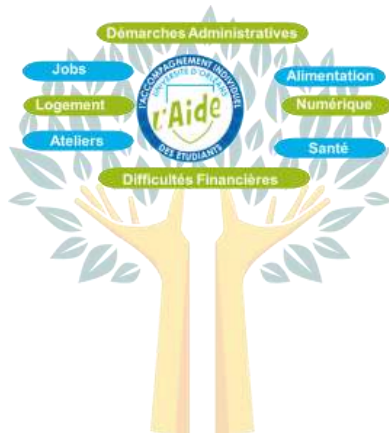 Démarches Administratives
Jobs
Logement
Ateliers
L'ACCOMPAGNEMENT INDIVIDUEL
UNIVERSITÉ D'ORLÉANS
l'Aide
DES ÉTUDIANTS
Alimentation
Numérique
Santé
Difficultés Financières